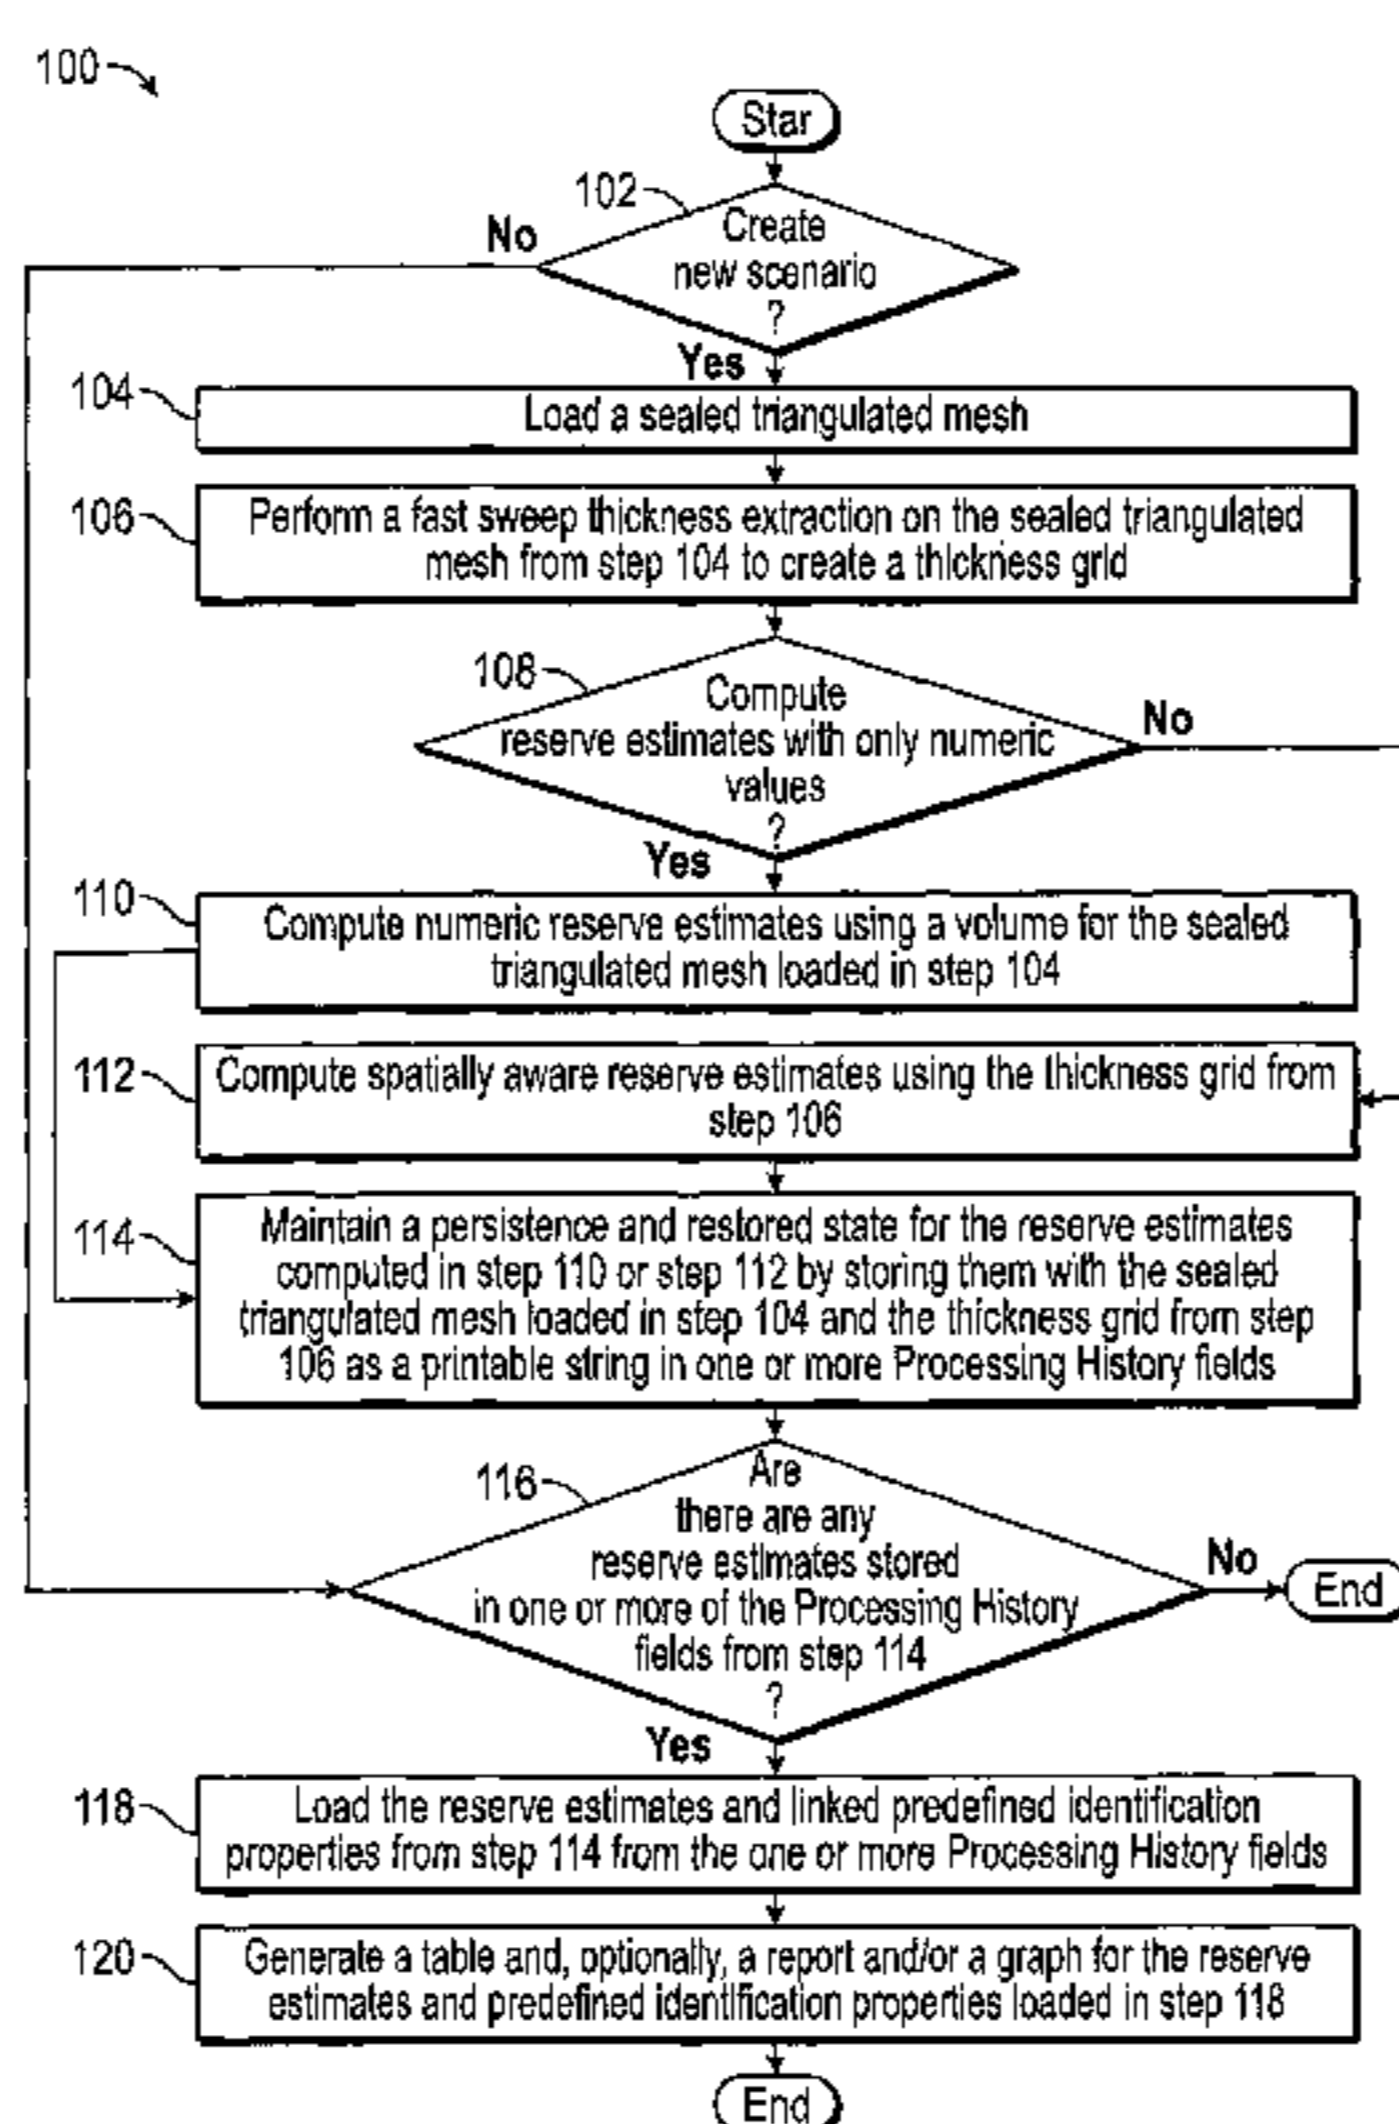 100
Star
102
No
Create
new scenario
?
Yes
104
Load a sealed triangulated mesh
106
Perform a fast sweep thickness extraction on the sealed triangulated
mesh from step 104 to create a thickness grid
108
Compute
reserve estimates with only numeric
values
?
No
Yes
110
Compute numeric reserve estimates using a volume for the sealed
triangulated mesh loaded in step 104
112
Compute spatially aware reserve estimates using the thickness grid from
step 106
114
Maintain a persistence and restored state for the reserve estimates
computed in step 110 or step 112 by storing them with the sealed
triangulated mesh loaded in step 104 and the thickness grid from step
106 as a printable string in one or more Processing History fields
116
Are
there are any
reserve estimates stored
in one or more of the Processing History
fields from step 114
?
No
End
Yes
118
Load the reserve estimates and linked predefined identification
properties from step 114 from the one or more Processing History fields
120
Generate a table and, optionally, a report and/or a graph for the reserve
estimates and predefined identification properties loaded in step 118
End